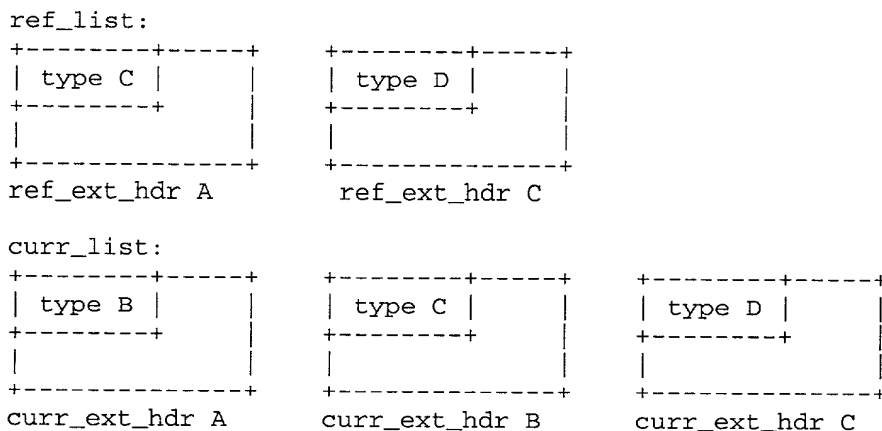 ref_list:
+--------+-----+     +--------+-----+
| type C |     |     | type D |     |
+--------+     |     +--------+     |
|              |     |              |
+--------------+     +--------------+
ref_ext_hdr A        ref_ext_hdr C
curr_list:
+--------+-----+     +--------+-----+     +--------+-----+
| type B |     |     | type C |     |     | type D |     |
+--------+     |     +--------+     |     +--------+     |
|              |     |              |     |              |
+--------------+     +--------------+     +--------------+
curr_ext_hdr A       curr_ext_hdr B       curr_ext_hdr C